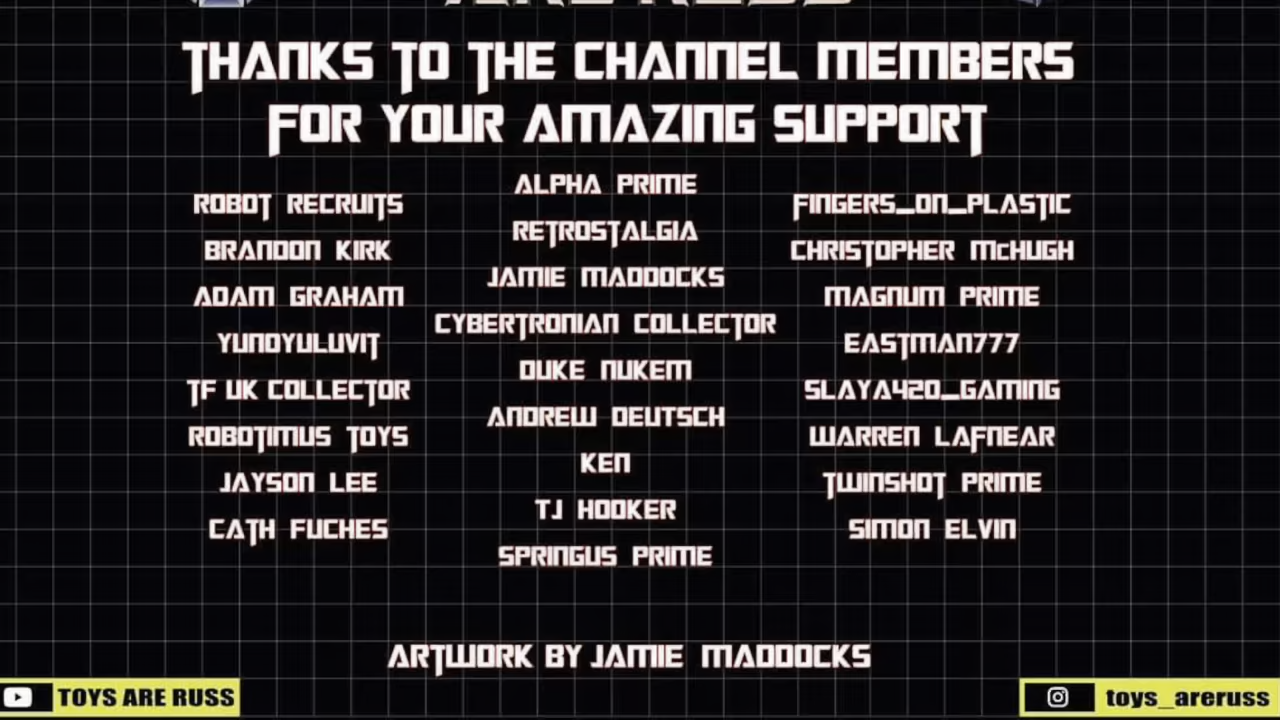 ARE RUSS
THANKS TO THE CHANNEL MEMBERS
FOR YOUR AMAZING SUPPORT
ROBOT RECRUITS
BRANDON KIRK
ADAM GRAHAM
YUNOYULUVIT
TF UK COLLECTOR
ROBOTIMUS TOYS
JAYSON LEE
CATH FUCHES
ALPHA PRIME
RETROSTALGIA
JAMIE MADDOCKS
CYBERTRONIAN COLLECTOR
DUKE NUKEM
ANDREW DEUTSCH
KEN
TJ HOOKER
SPRINGUS PRIME
FINGERS_ON_PLASTIC
CHRISTOPHER McHUGH
MAGNUM PRIME
EASTMAN777
SLAYA420_GAMING
WARREN LAFNEAR
TWINSHOT PRIME
SIMON ELVIN
ARTWORK BY JAMIE MADDOCKS
TOYS ARE RUSS
toys_areruss